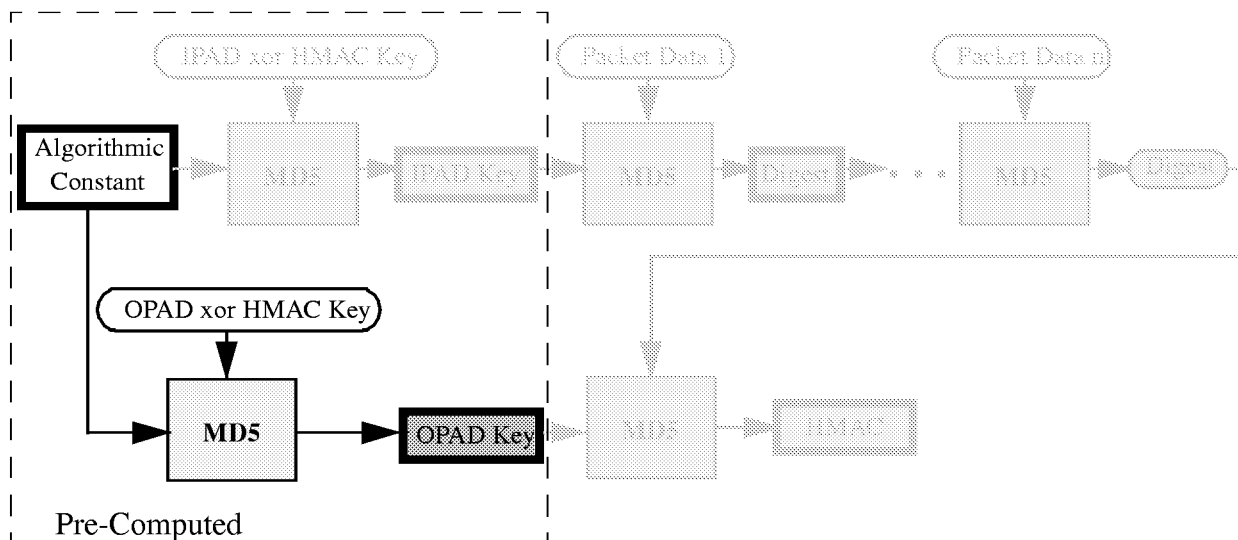 IPAD xor HMAC Key
Packet Data 1
Packet Data n
Algorithmic
Constant
MD5
IPAD Key
MD5
Digest
. . .
MD5
Digest
OPAD xor HMAC Key
MD5
OPAD Key
MD5
HMAC
Pre-Computed